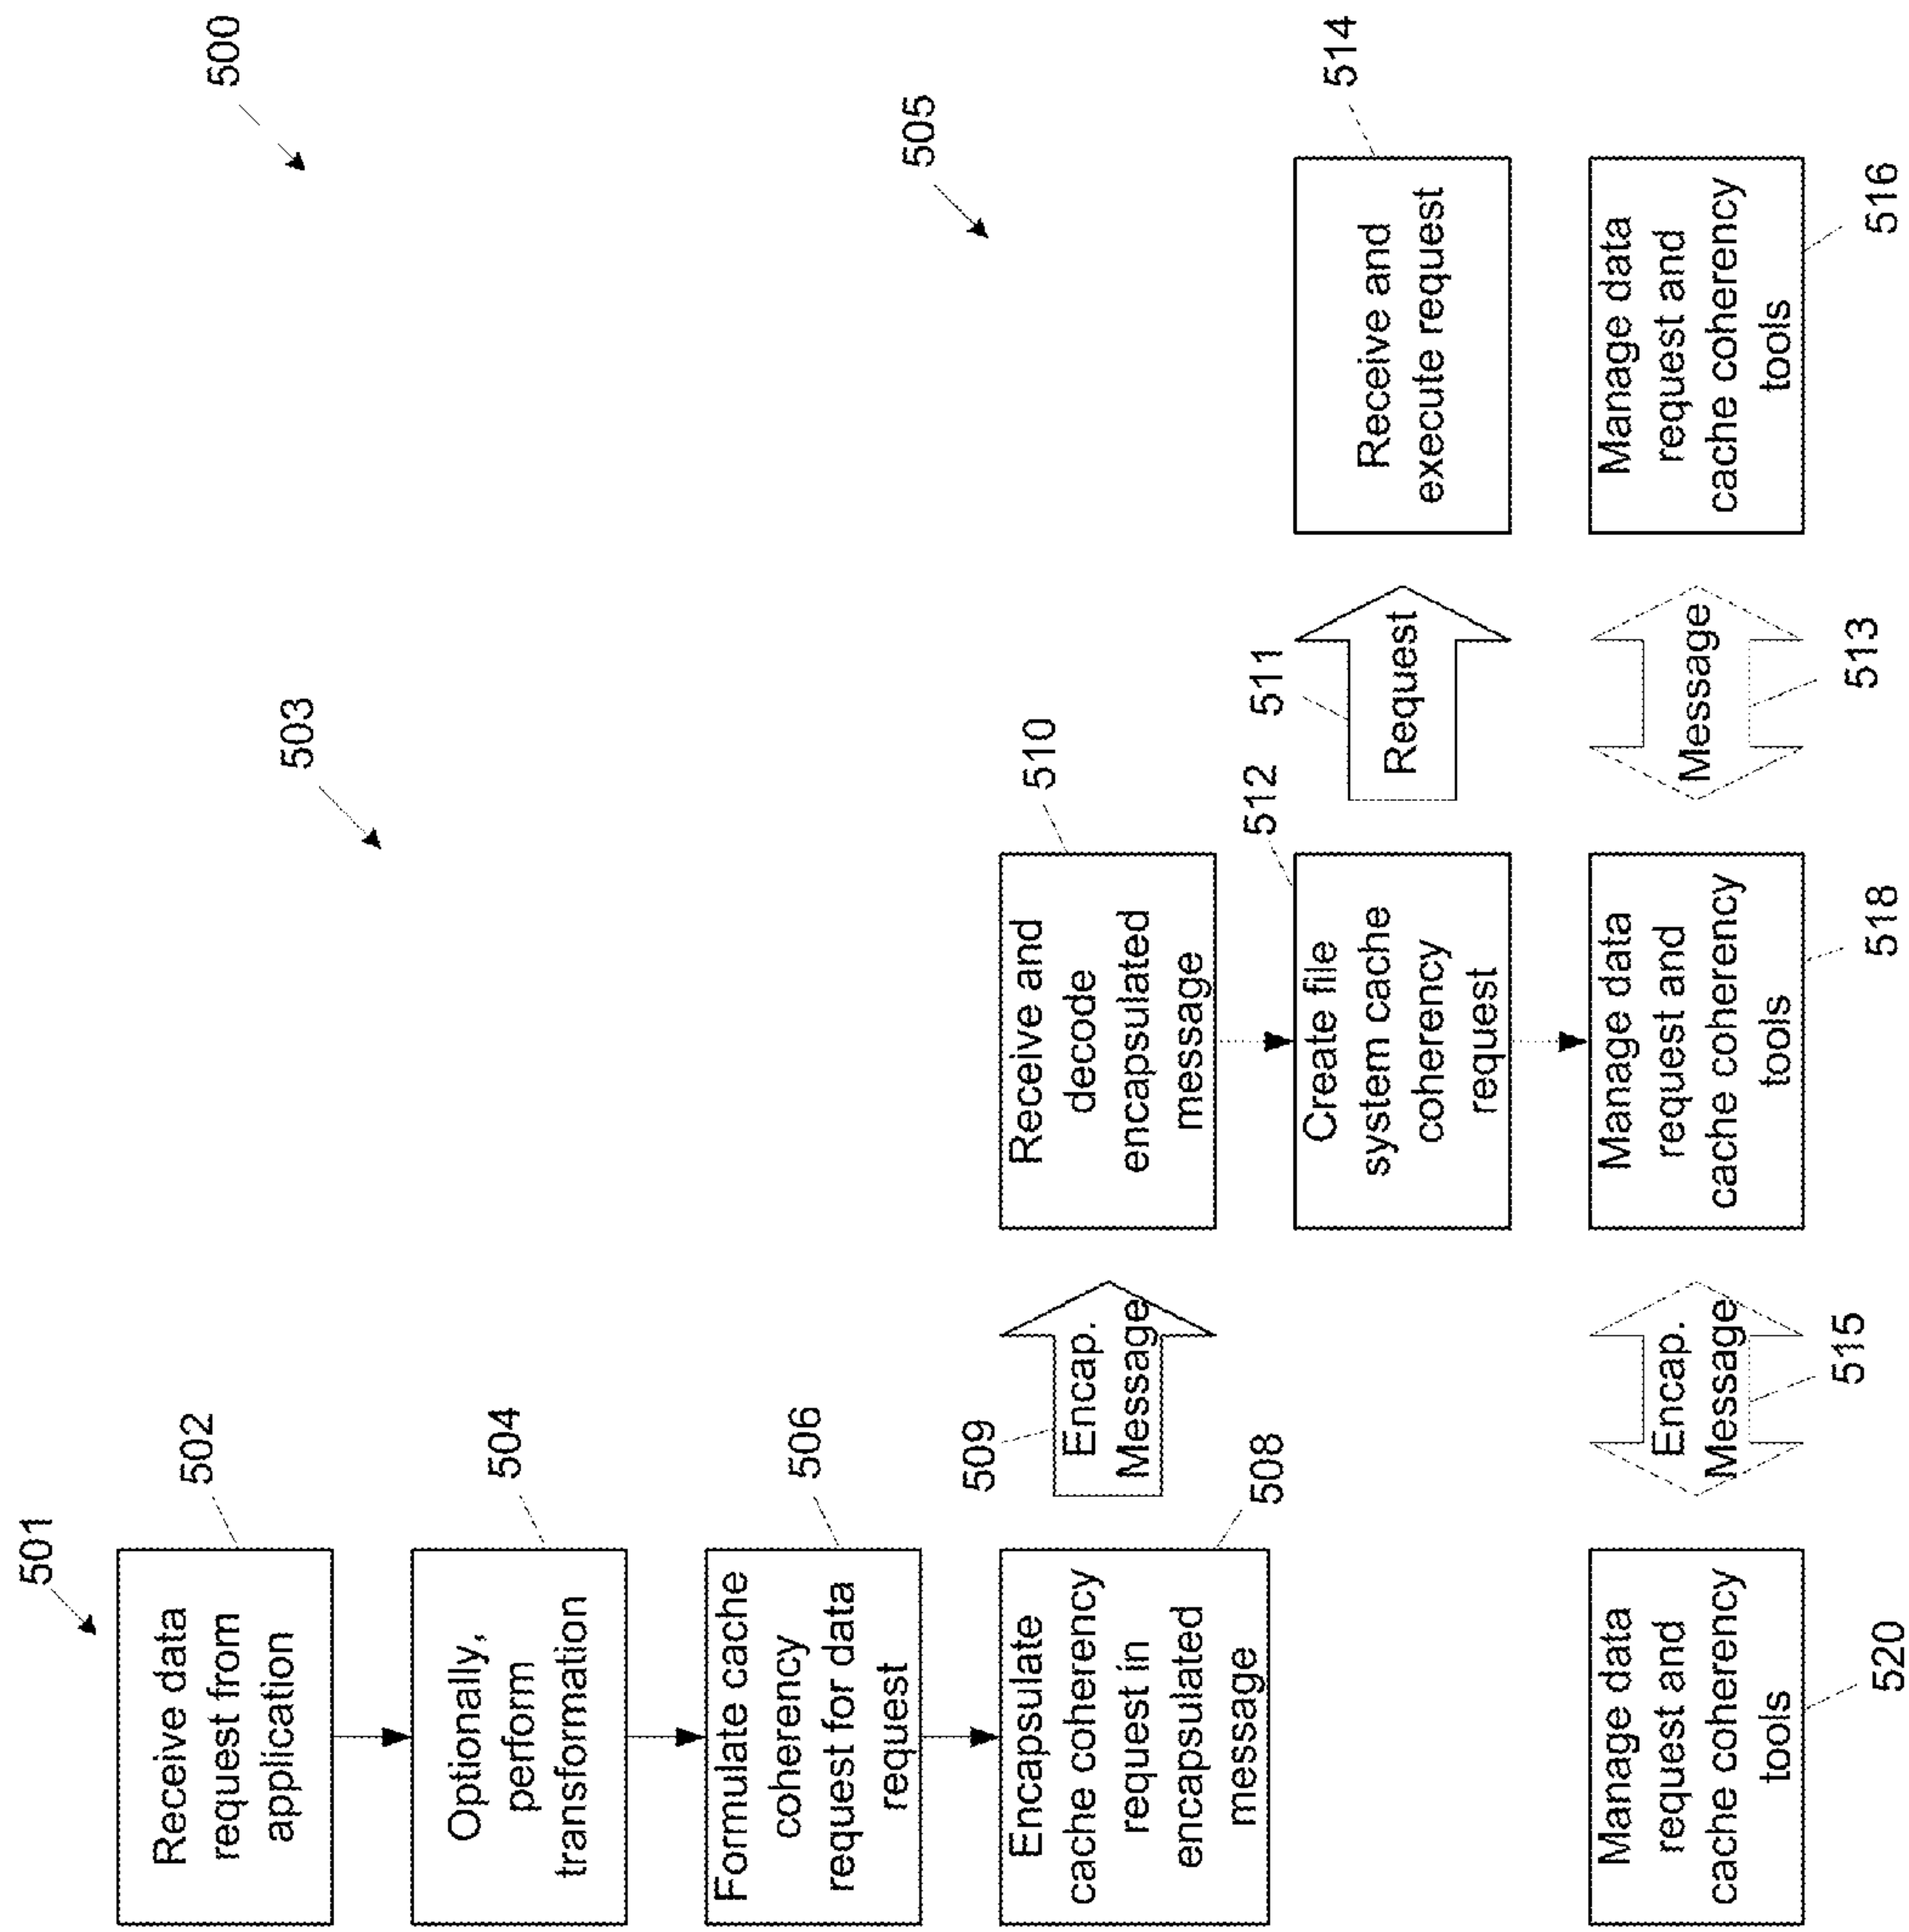 500
501
503
505
Receive data
request from
application
502
Optionally,
perform
transformation
504
Formulate cache
coherency
request for data
request
506
Encapsulate
cache coherency
request in
encapsulated
message
508
509
Encap.
Message
Receive and
decode
encapsulated
message
510
Create file
system cache
coherency
request
512
511
Request
Receive and
execute request
514
Manage data
request and
cache coherency
tools
520
Encap.
Message
515
Manage data
request and
cache coherency
tools
518
Message
513
Manage data
request and
cache coherency
tools
516